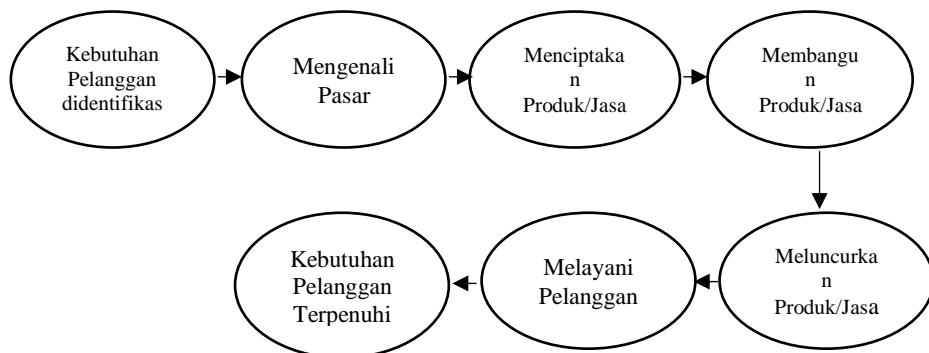 Kebutuhan
Pelanggan
didentifikas
Mengenali
Pasar
Menciptaka
n
Produk/Jasa
Membangu
n
Produk/Jasa
Kebutuhan
Pelanggan
Terpenuhi
Melayani
Pelanggan
Meluncurka
n
Produk/Jasa